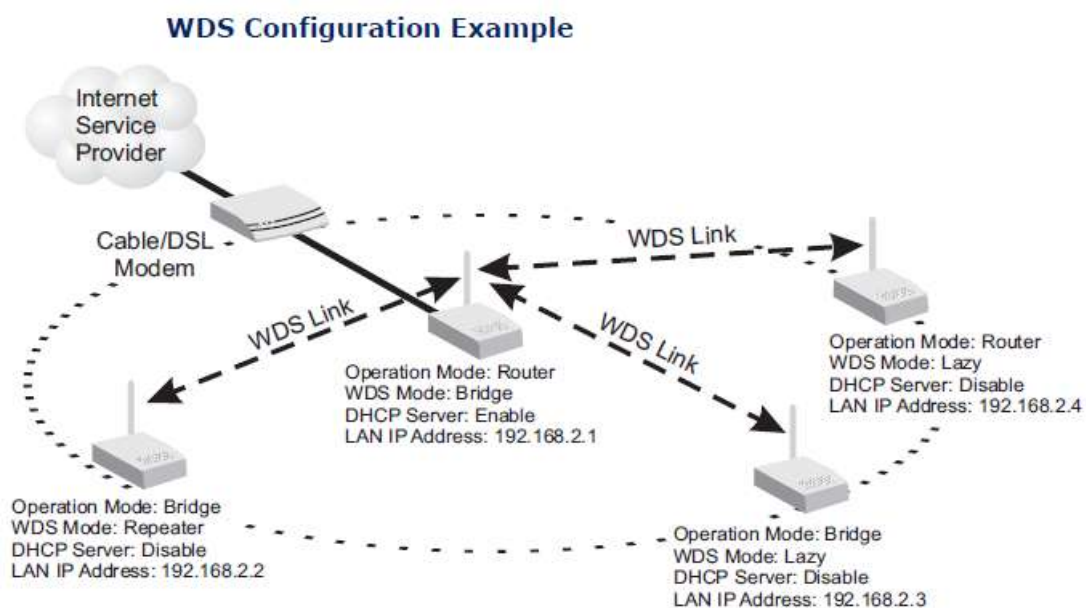 WDS Configuration Example
Internet
Service
Provider
Cable/DSL
Modem
WDS Link
WDS Link
WDS Link
Operation Mode: Router
WDS Mode: Lazy
DHCP Server: Disable
LAN IP Address: 192.168.2.4
Operation Mode: Router
WDS Mode: Bridge
DHCP Server: Enable
LAN IP Address: 192.168.2.1
Operation Mode: Bridge
WDS Mode: Repeater
DHCP Server: Disable
LAN IP Address: 192.168.2.2
Operation Mode: Bridge
WDS Mode: Lazy
DHCP Server: Disable
LAN IP Address: 192.168.2.3